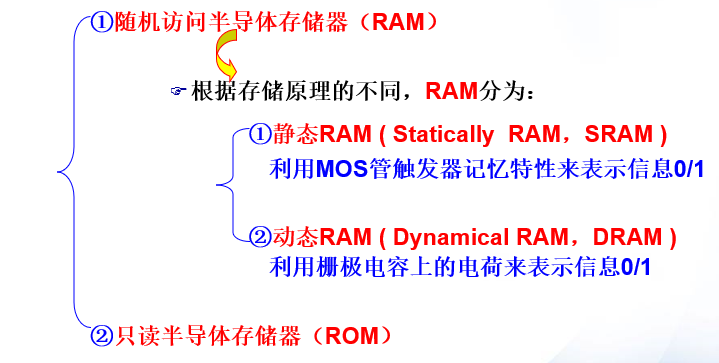 ①随机访问半导体存储器（RAM）
☞根据存储原理的不同，RAM分为：
①静态RAM ( Statically RAM，SRAM )
利用MOS管触发器记忆特性来表示信息0/1
②动态RAM ( Dynamical RAM，DRAM )
利用栅极电容上的电荷来表示信息0/1
②只读半导体存储器（ROM）